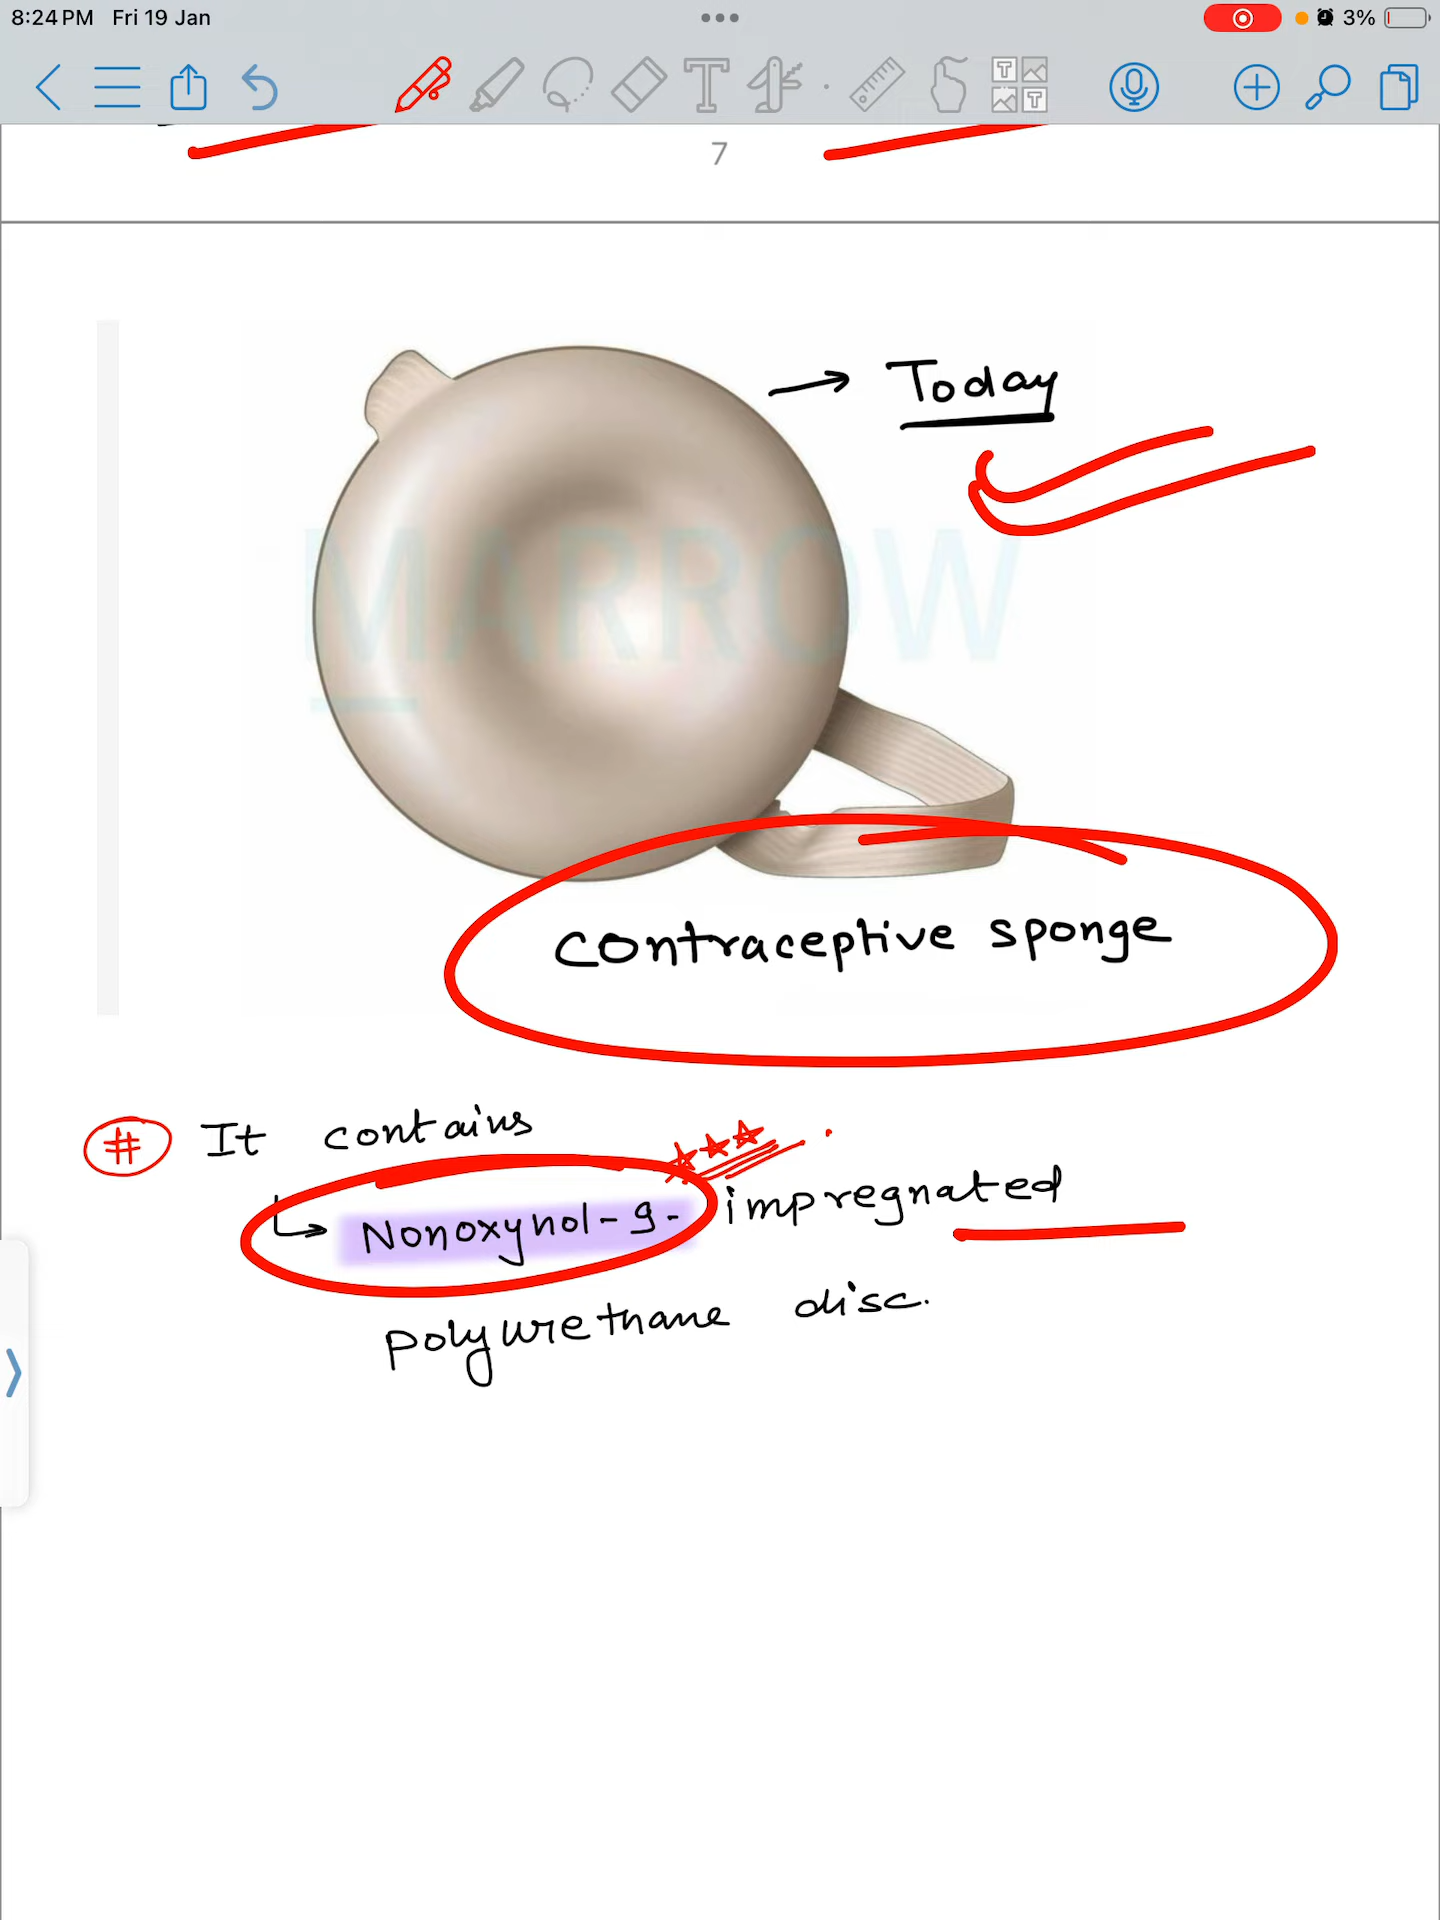 8:24 PM Fri 19 Jan
3%
7
→ Today
MARROW
Contraceptive sponge
# It contains
↳ Nonoxynol-9- impregnated
polyurethane disc.